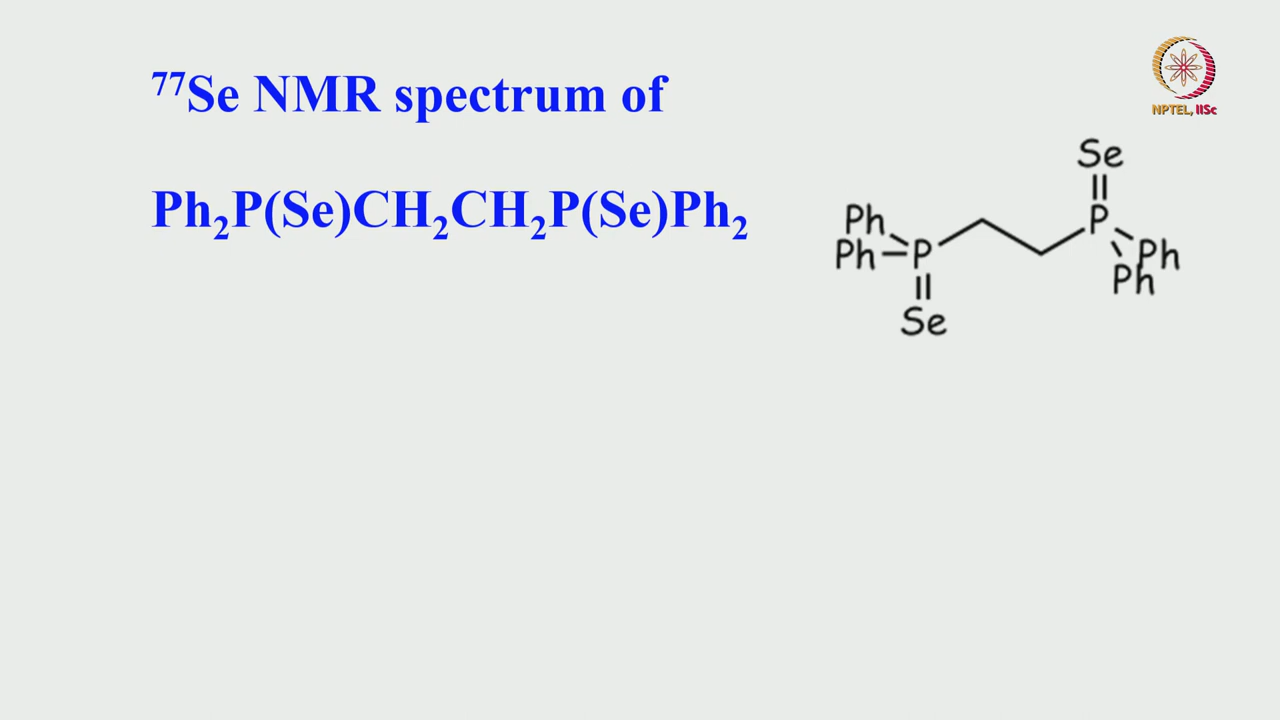 ⁷⁷Se NMR spectrum of
Ph₂P(Se)CH₂CH₂P(Se)Ph₂
NPTEL, IISc
Se
||
Ph
Ph
P
P
Ph
Ph
||
Se